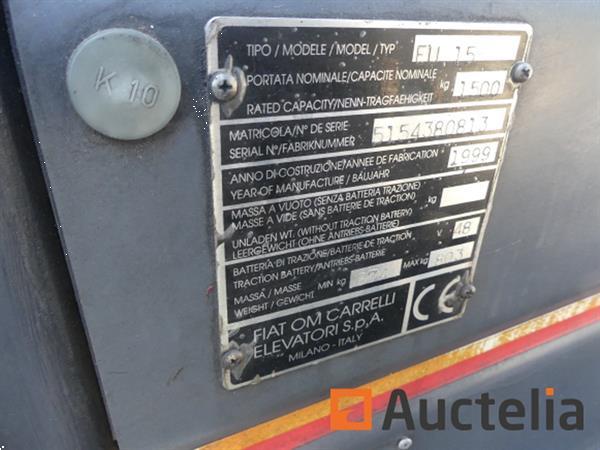 K 10
TIPO / MODELE / MODEL / TYP EU 15
PORTATA NOMINALE/CAPACITE NOMINALE
kg 1500
RATED CAPACITY/NENN-TRAGFAEHIGKEIT
MATRICOLA/N° DE SERIE
SERIAL N°/FABRIKNUMMER 5154380813
ANNO DI COSTRUZIONE/ANNEE DE FABRICATION
YEAR OF MANUFACTURE / BAUJAHR 1999
MASSA A VUOTO (SENZA BATTERIA TRAZIONE)
MASSE A VIDE (SANS BATTERIE DE TRACTION) kg
UNLADEN WT. (WITHOUT TRACTION BATTERY)
LEERGEWICHT (OHNE ANTRIEBS-BATTERIE)
BATTERIA DI TRAZIONE/BATTERIE DE TRACTION V 48
TRACTION BATTERY/ANTRIEBS-BATTERIE
MASSA / MASSE
WEIGHT / GEWICHT MIN kg MAX kg 803
FIAT OM CARRELLI
ELEVATORI S.p.A.
MILANO - ITALY
CE
Auctelia